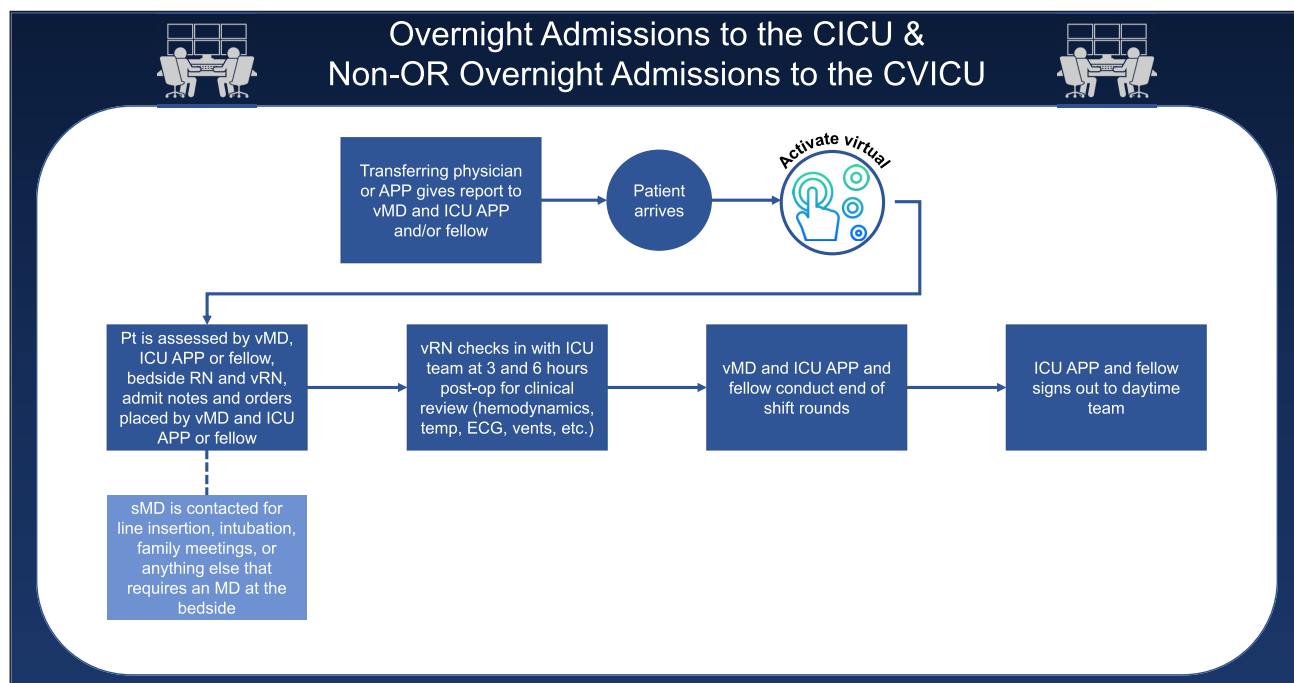 Overnight Admissions to the CICU &
Non-OR Overnight Admissions to the CVICU
Transferring physician
or APP gives report to
vMD and ICU APP
and/or fellow
Patient
arrives
Activate virtual
Pt is assessed by vMD,
ICU APP or fellow,
bedside RN and vRN,
admit notes and orders
placed by vMD and ICU
APP or fellow
vRN checks in with ICU
team at 3 and 6 hours
post-op for clinical
review (hemodynamics,
temp, ECG, vents, etc.)
vMD and ICU APP and
fellow conduct end of
shift rounds
ICU APP and fellow
signs out to daytime
team
sMD is contacted for
line insertion, intubation,
family meetings, or
anything else that
requires an MD at the
bedside